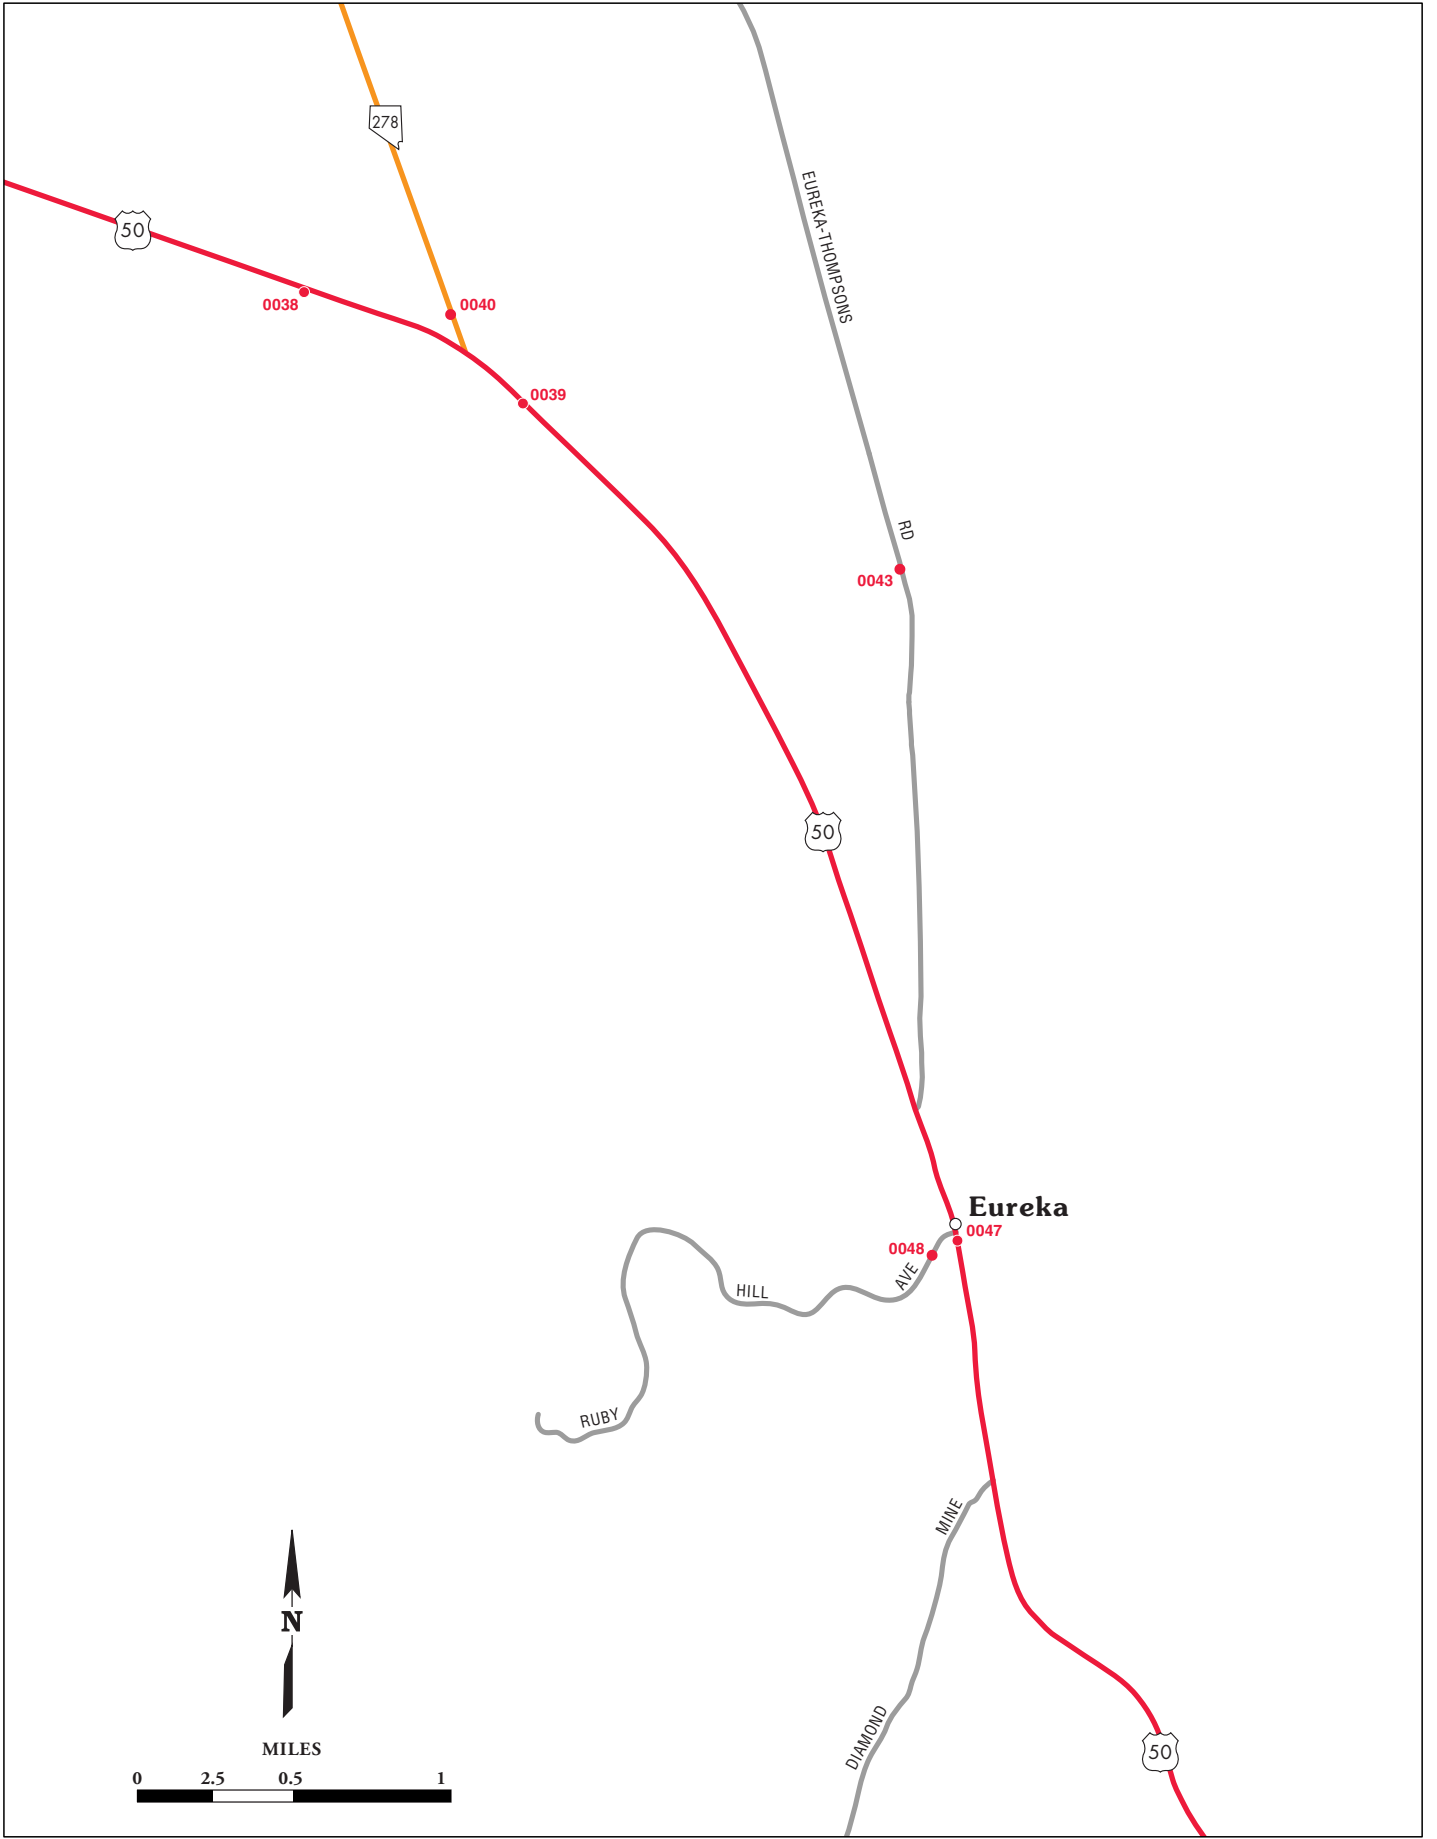 278
50
EUREKA-THOMPSONS
0038
0040
0039
RD
0043
50
Eureka
0047
0048
AVE
HILL
RUBY
MINE
N
DIAMOND
MILES
50
0 2.5 0.5 1